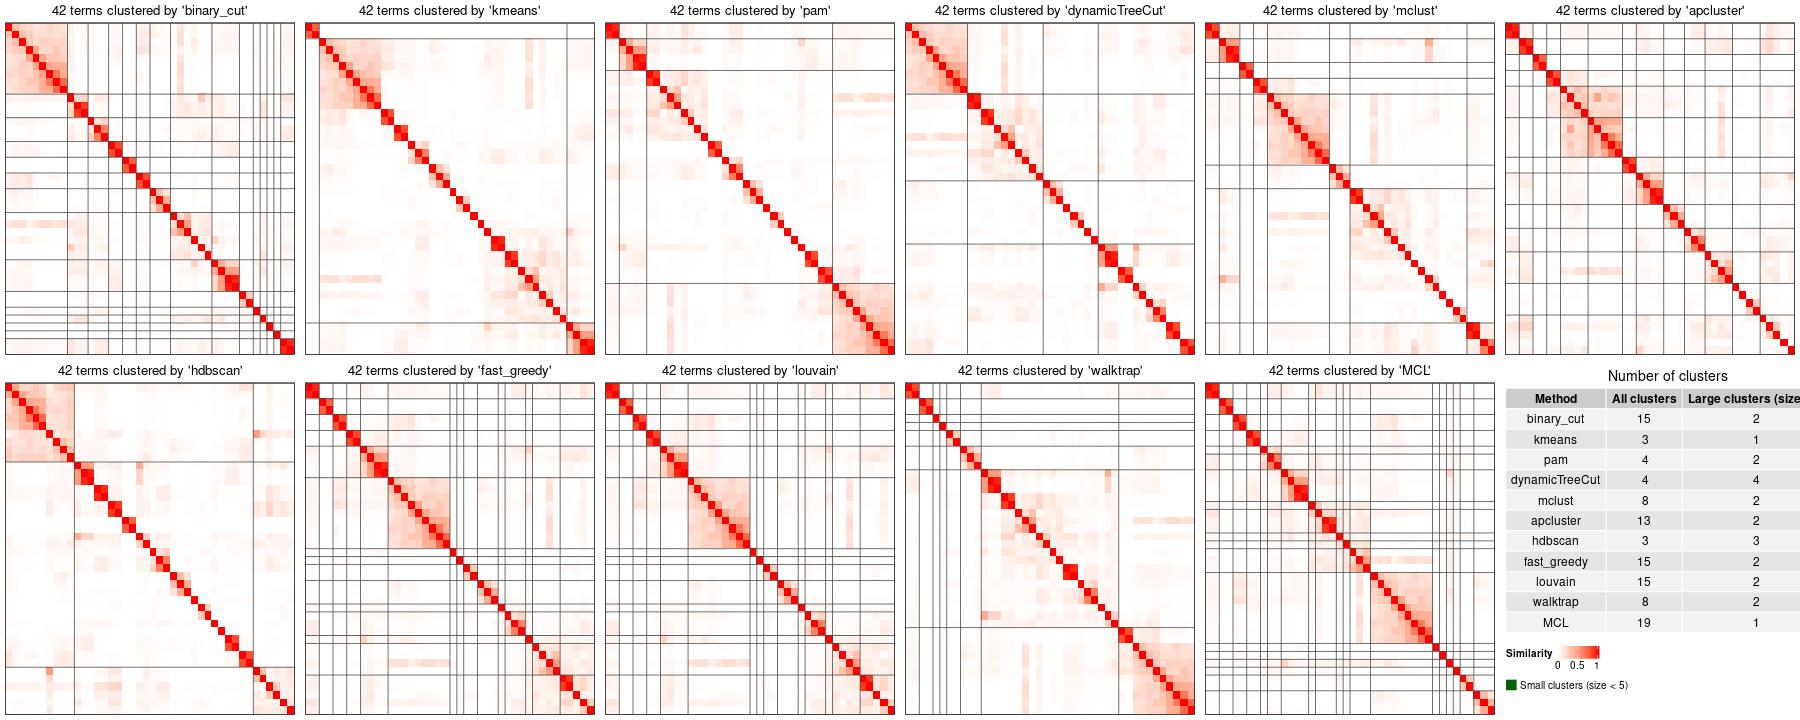 42 terms clustered by 'binary_cut'
42 terms clustered by 'kmeans'
42 terms clustered by 'pam'
42 terms clustered by 'dynamicTreeCut'
42 terms clustered by 'mclust'
42 terms clustered by 'apcluster'
42 terms clustered by 'hdbscan'
42 terms clustered by 'fast_greedy'
42 terms clustered by 'louvain'
42 terms clustered by 'walktrap'
42 terms clustered by 'MCL'
Number of clusters
Method All clusters Large clusters (size
binary_cut 15 2
kmeans 3 1
pam 4 2
dynamicTreeCut 4 4
mclust 8 2
apcluster 13 2
hdbscan 3 3
fast_greedy 15 2
louvain 15 2
walktrap 8 2
MCL 19 1
Similarity
0 0.5 1
Small clusters (size < 5)